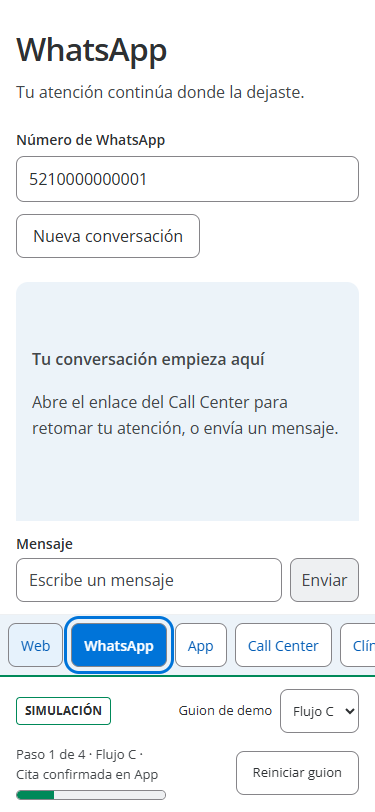 WhatsApp
Tu atención continúa donde la dejaste.
Número de WhatsApp
5210000000001
Nueva conversación
Tu conversación empieza aquí
Abre el enlace del Call Center para
retomar tu atención, o envía un mensaje.
Mensaje
Escribe un mensaje
Enviar
Web
WhatsApp
App
Call Center
Clín
SIMULACIÓN
Guion de demo
Flujo C
Paso 1 de 4 · Flujo C ·
Cita confirmada en App
Reiniciar guion